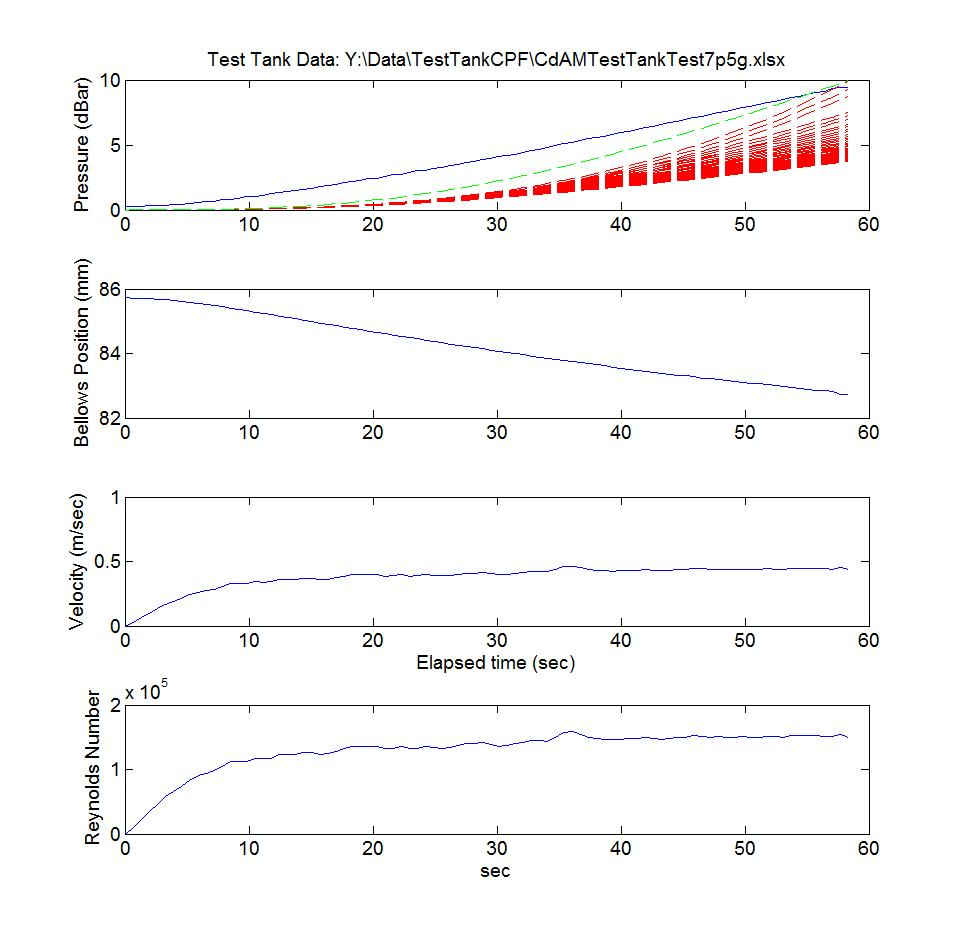 Test Tank Data: Y:\Data\TestTankCPF\CdAMTestTankTest7p5g.xlsx
Pressure (dBar)
10
5
0
0 10 20 30 40 50 60
Bellows Position (mm)
86
84
82
0 10 20 30 40 50 60
Velocity (m/sec)
1
0.5
0
0 10 20 30 40 50 60
Elapsed time (sec)
x 10^5
Reynolds Number
2
1
0
0 10 20 30 40 50 60
sec